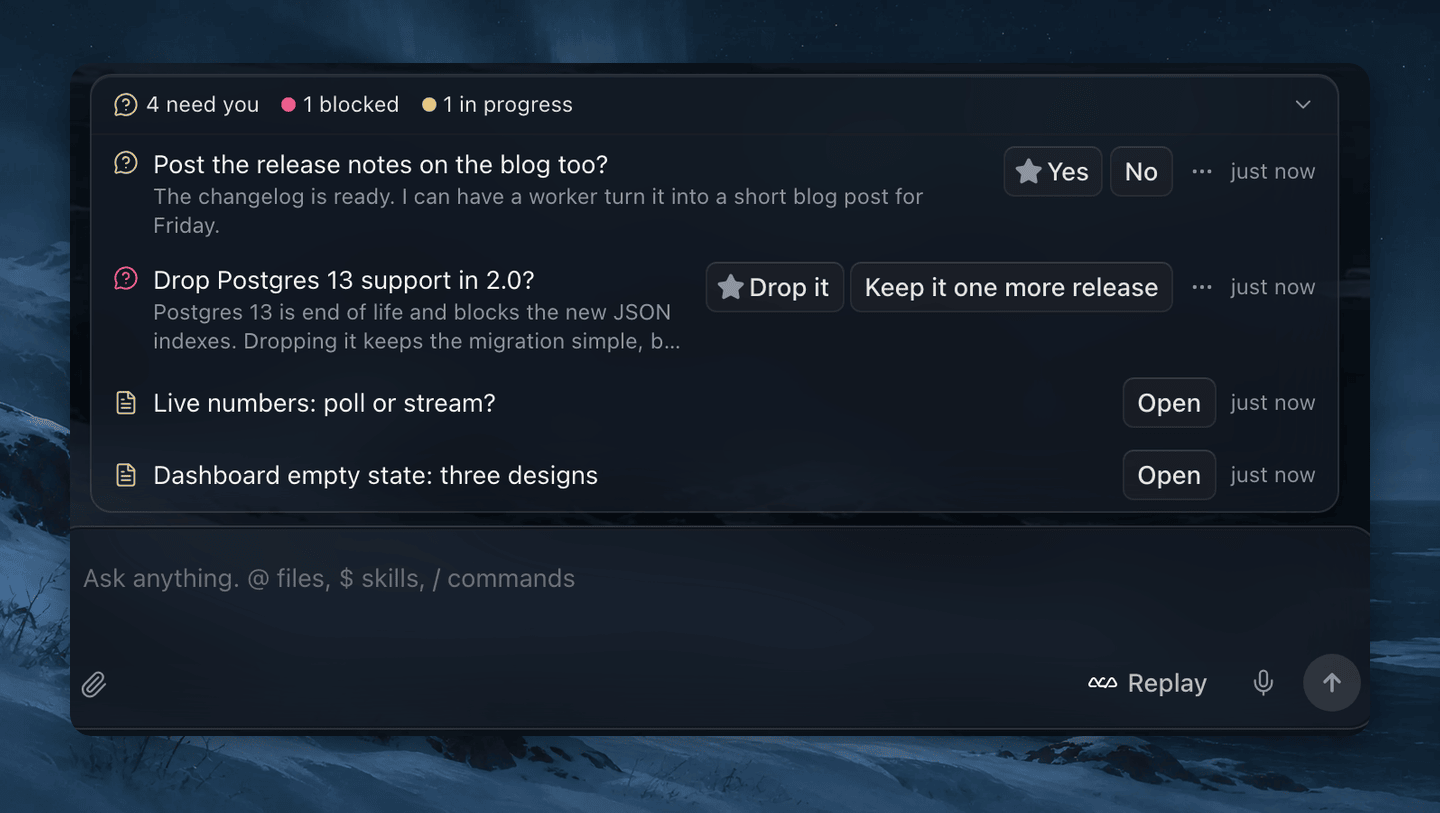 4 need you 1 blocked 1 in progress
Post the release notes on the blog too? Yes No ··· just now
The changelog is ready. I can have a worker turn it into a short blog post for
Friday.
Drop Postgres 13 support in 2.0? Drop it Keep it one more release ··· just now
Postgres 13 is end of life and blocks the new JSON
indexes. Dropping it keeps the migration simple, b...
Live numbers: poll or stream? Open just now
Dashboard empty state: three designs Open just now
Ask anything. @ files, $ skills, / commands
Replay